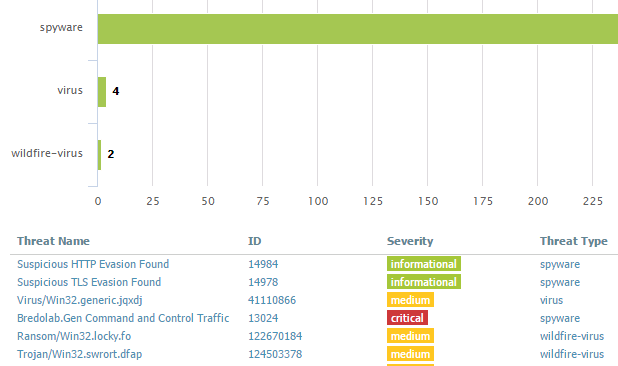 spyware
virus 4
wildfire-virus 2
0 25 50 75 100 125 150 175 200 225
Threat Name ID Severity Threat Type
Suspicious HTTP Evasion Found 14984 informational spyware
Suspicious TLS Evasion Found 14978 informational spyware
Virus/Win32.generic.jqxdj 41110866 medium virus
Bredolab.Gen Command and Control Traffic 13024 critical spyware
Ransom/Win32.locky.fo 122670184 medium wildfire-virus
Trojan/Win32.swrort.dfap 124503378 medium wildfire-virus